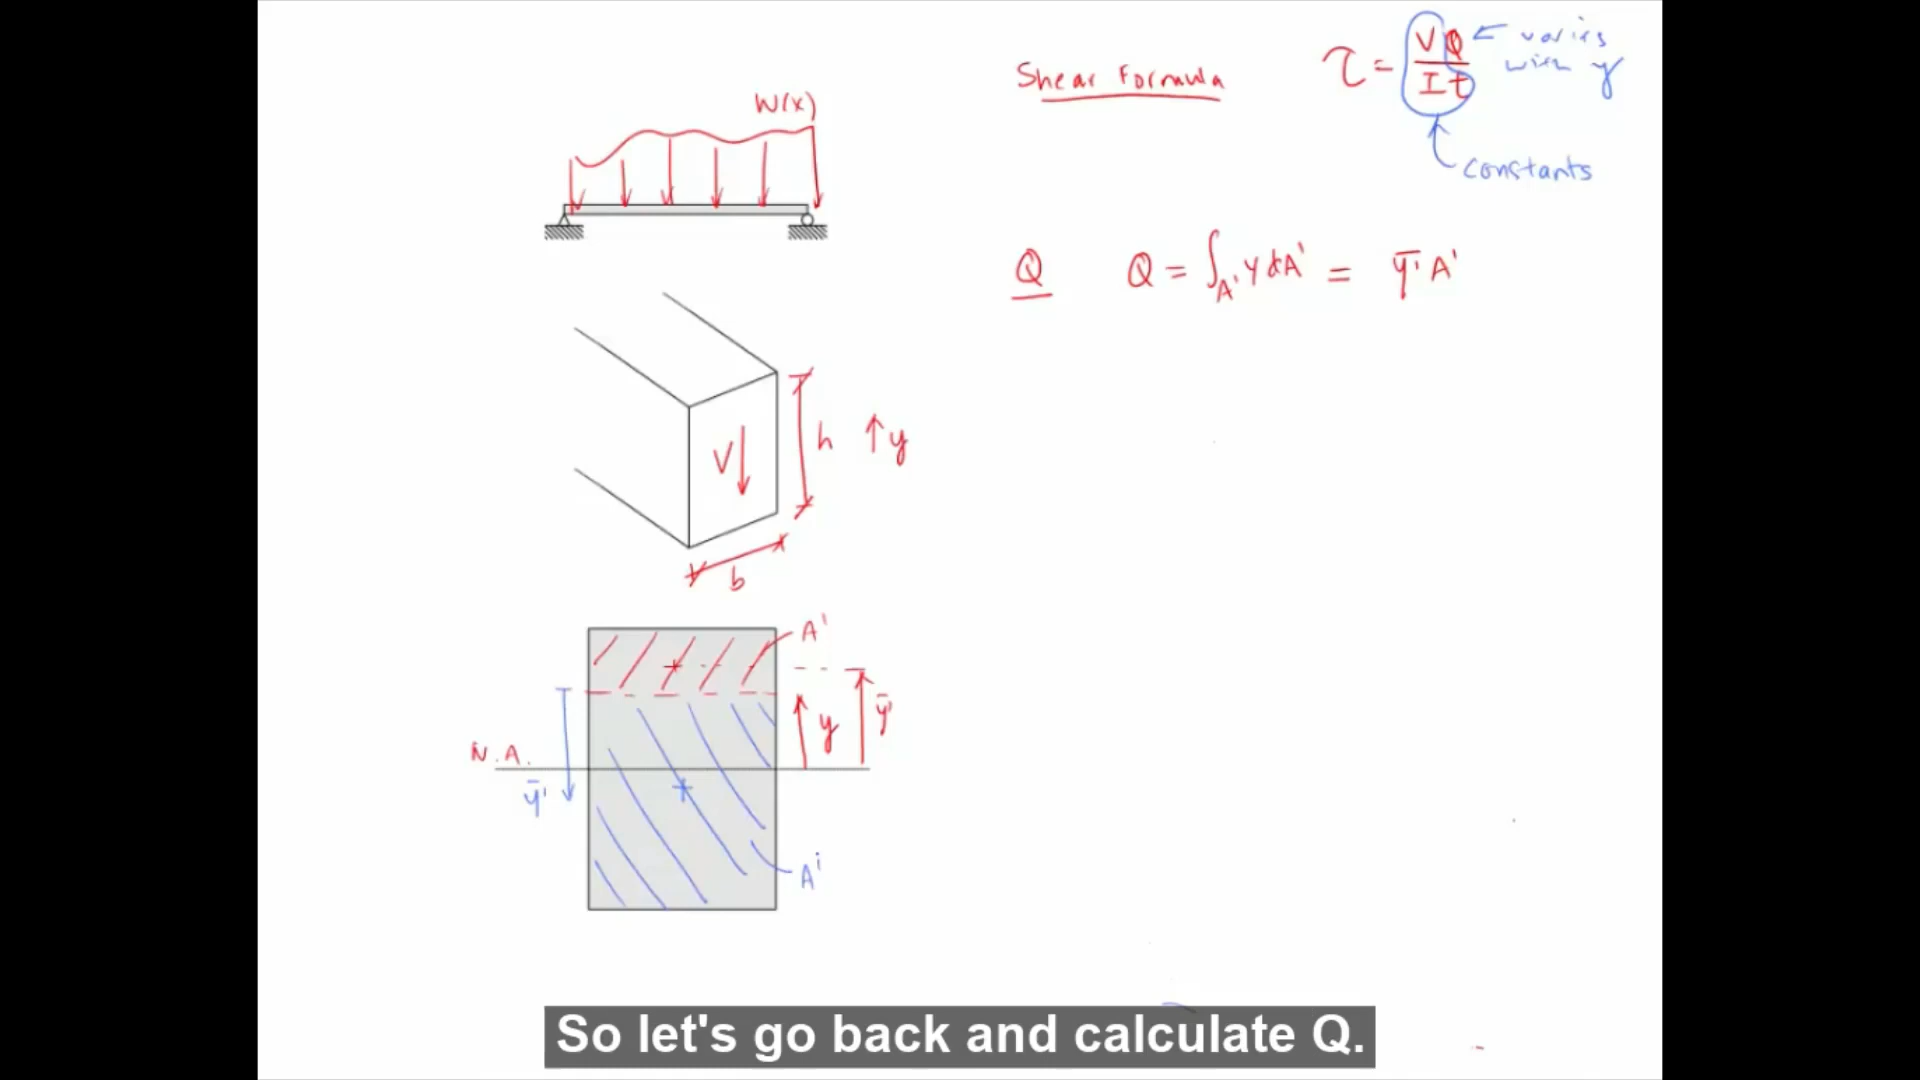 Shear Formula
τ = VQ / It
← varies
with y
constants
W(x)
Q
Q = ∫A' y dA' = ȳ' A'
V
h
↑ y
b
A'
y
ȳ'
N.A.
ȳ'
A'
So let's go back and calculate Q.